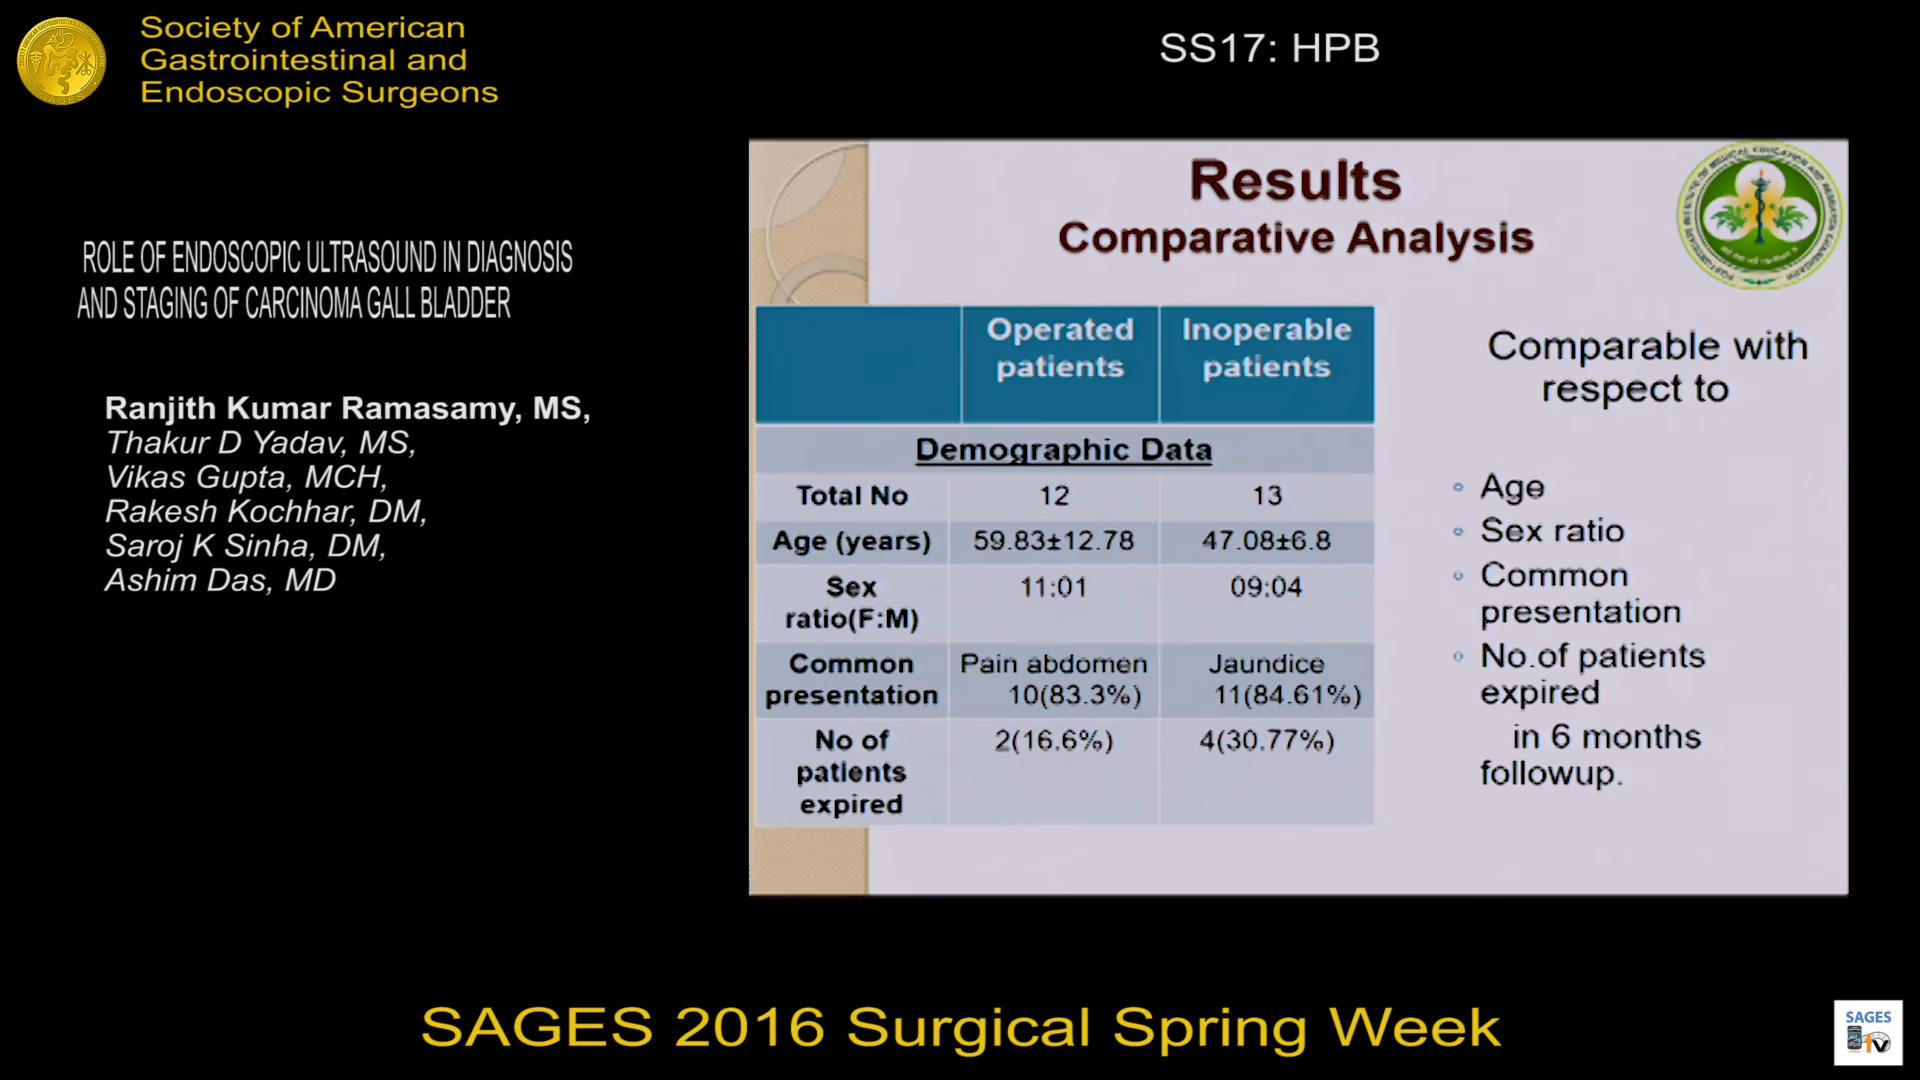 Society of American
Gastrointestinal and
Endoscopic Surgeons
SS17: HPB
ROLE OF ENDOSCOPIC ULTRASOUND IN DIAGNOSIS
AND STAGING OF CARCINOMA GALL BLADDER
Ranjith Kumar Ramasamy, MS,
Thakur D Yadav, MS,
Vikas Gupta, MCH,
Rakesh Kochhar, DM,
Saroj K Sinha, DM,
Ashim Das, MD
Results
Comparative Analysis
Operated patients
Inoperable patients
Demographic Data
Total No 12 13
Age (years) 59.83±12.78 47.08±6.8
Sex ratio(F:M) 11:01 09:04
Common presentation Pain abdomen 10(83.3%) Jaundice 11(84.61%)
No of patients expired 2(16.6%) 4(30.77%)
Comparable with
respect to
Age
Sex ratio
Common
presentation
No.of patients
expired
in 6 months
followup.
SAGES 2016 Surgical Spring Week
SAGES
TV